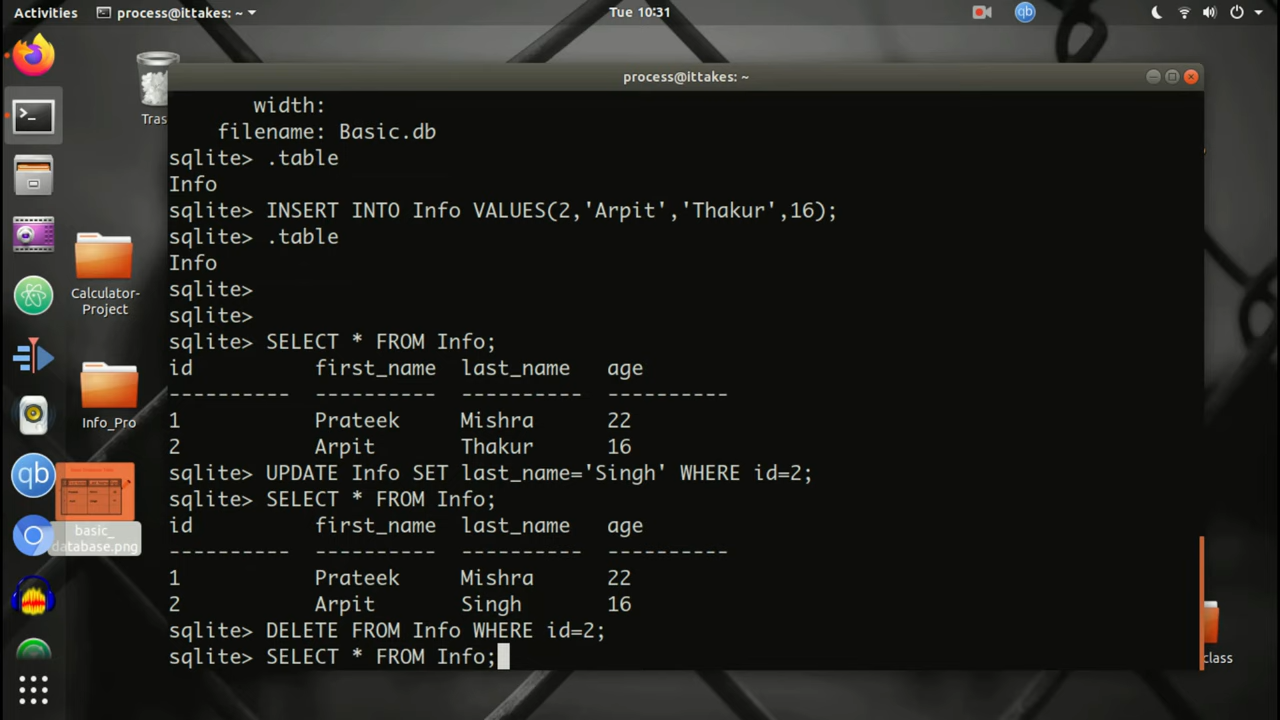 Activities
process@ittakes: ~
Tue 10:31
qb
process@ittakes: ~
width:
filename: Basic.db
sqlite> .table
Info
sqlite> INSERT INTO Info VALUES(2,'Arpit','Thakur',16);
sqlite> .table
Info
sqlite>
sqlite>
sqlite> SELECT * FROM Info;
id first_name last_name age
---------- ---------- ---------- ----------
1 Prateek Mishra 22
2 Arpit Thakur 16
sqlite> UPDATE Info SET last_name='Singh' WHERE id=2;
sqlite> SELECT * FROM Info;
id first_name last_name age
---------- ---------- ---------- ----------
1 Prateek Mishra 22
2 Arpit Singh 16
sqlite> DELETE FROM Info WHERE id=2;
sqlite> SELECT * FROM Info;
Tras
Calculator-
Project
Info_Pro
qb
basic_
database.png
class